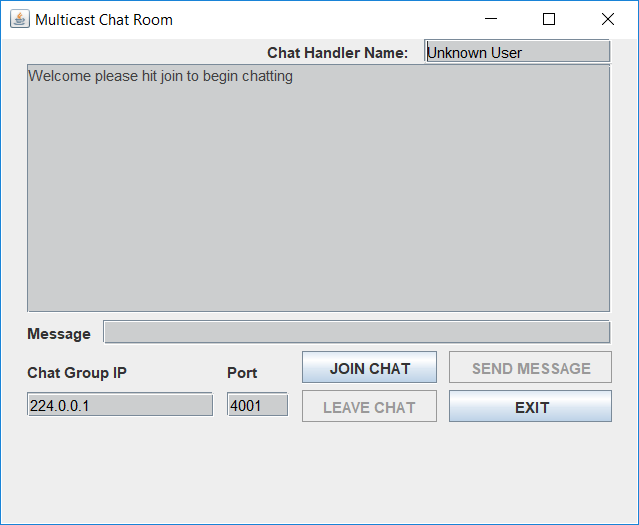 Multicast Chat Room
Chat Handler Name: Unknown User
Welcome please hit join to begin chatting
Message
Chat Group IP Port JOIN CHAT SEND MESSAGE
224.0.0.1 4001 LEAVE CHAT EXIT